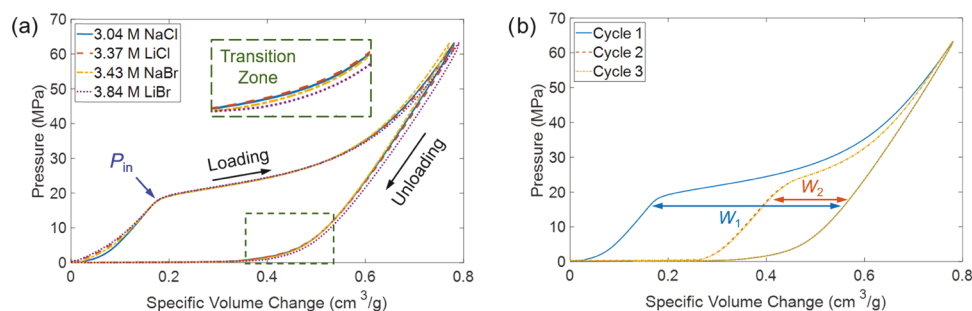 (a)
3.04 M NaCl
3.37 M LiCl
3.43 M NaBr
3.84 M LiBr
Transition
Zone
Pin
Loading
Unloading
Pressure (MPa)
70
60
50
40
30
20
10
0
0
0.2
0.4
0.6
0.8
Specific Volume Change (cm³/g)
(b)
Cycle 1
Cycle 2
Cycle 3
W₂
W₁
Pressure (MPa)
70
60
50
40
30
20
10
0
0
0.2
0.4
0.6
0.8
Specific Volume Change (cm³/g)